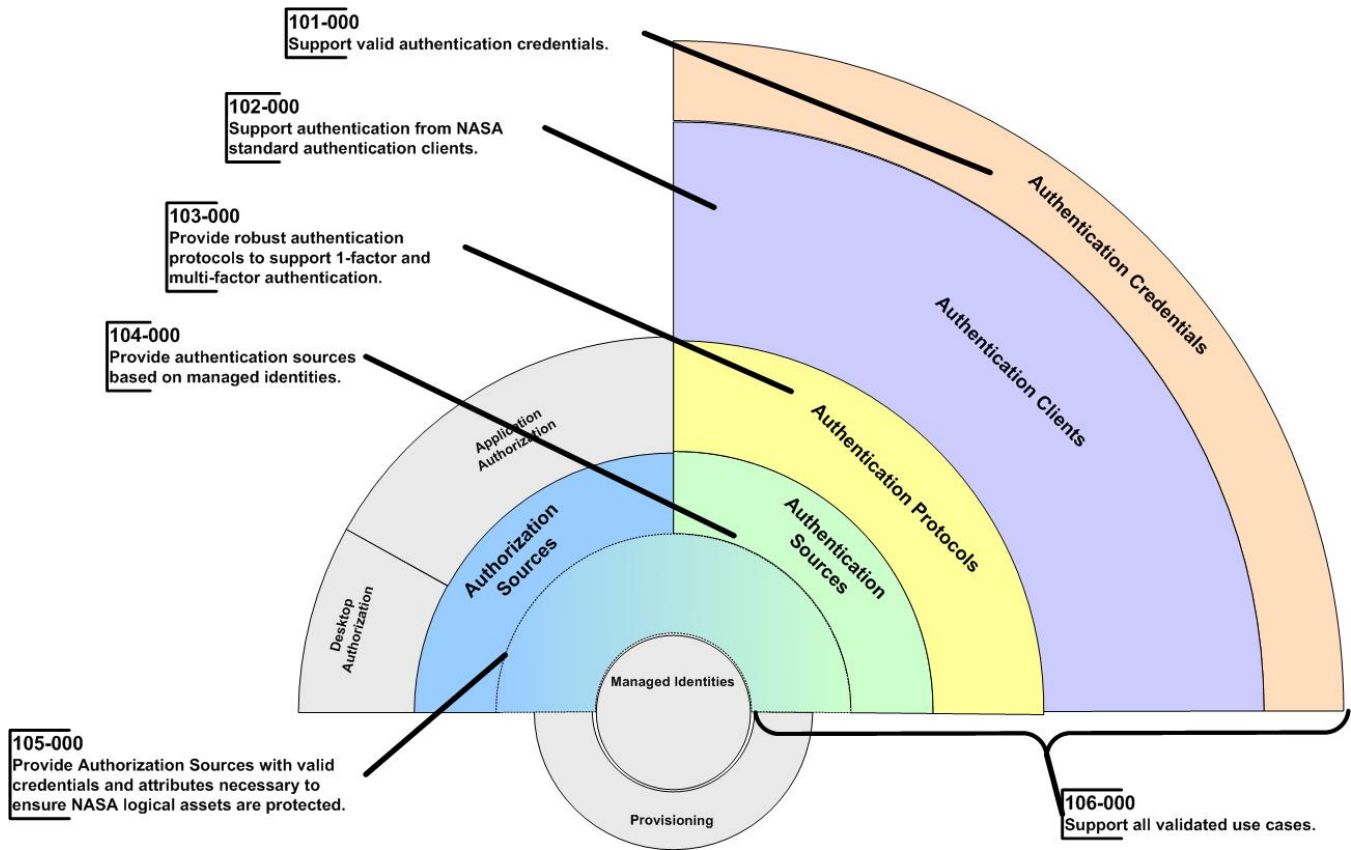 101-000
Support valid authentication credentials.
102-000
Support authentication from NASA
standard authentication clients.
103-000
Provide robust authentication
protocols to support 1-factor and
multi-factor authentication.
104-000
Provide authentication sources
based on managed identities.
Authentication Credentials
Authentication Clients
Authentication Protocols
Authentication
Sources
Application
Authorization
Authorization
Sources
Desktop
Authorization
Managed Identities
Provisioning
105-000
Provide Authorization Sources with valid
credentials and attributes necessary to
ensure NASA logical assets are protected.
106-000
Support all validated use cases.